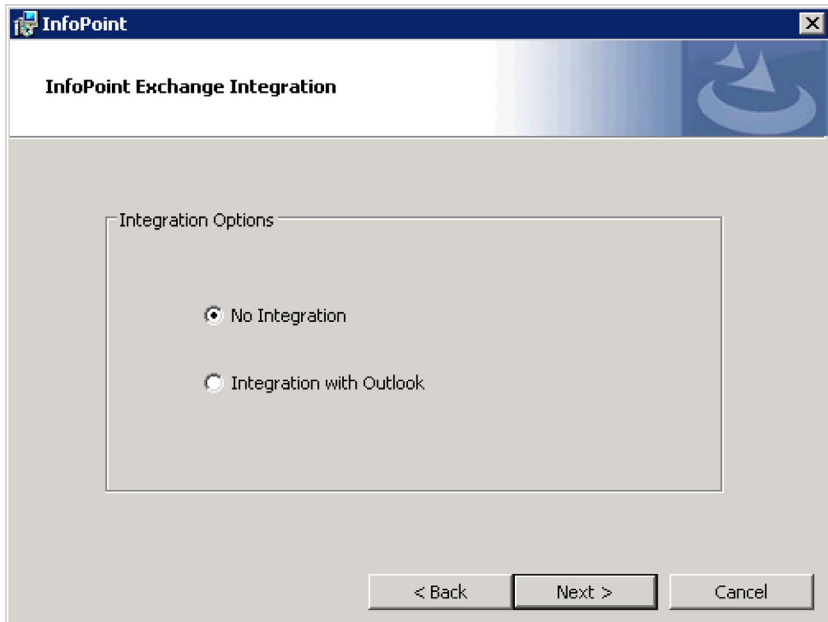 InfoPoint
InfoPoint Exchange Integration
Integration Options
No Integration
Integration with Outlook
< Back
Next >
Cancel